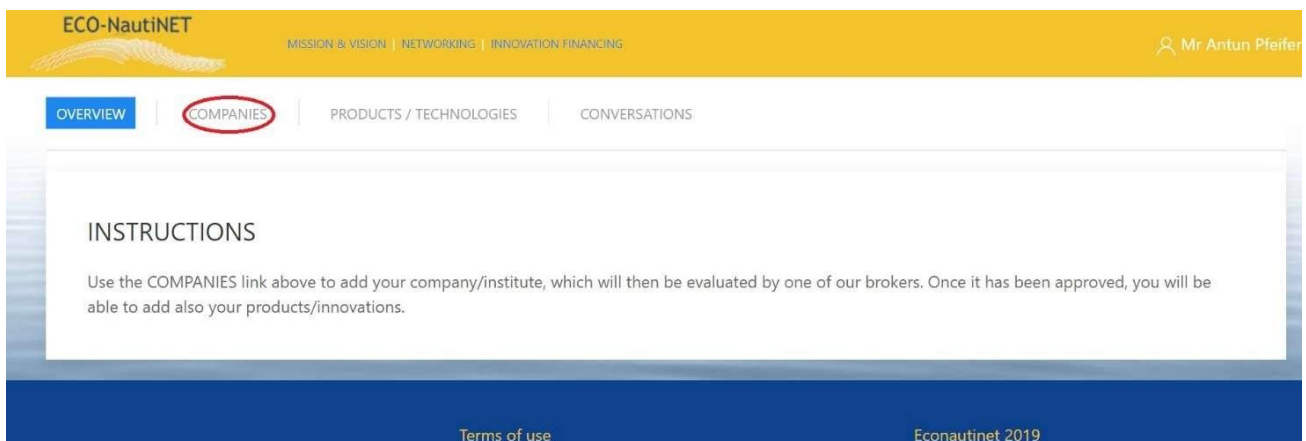 ECO-NautiNET
MISSION & VISION | NETWORKING | INNOVATION FINANCING
Mr Antun Pfeifer
OVERVIEW
COMPANIES
PRODUCTS / TECHNOLOGIES
CONVERSATIONS
INSTRUCTIONS
Use the COMPANIES link above to add your company/institute, which will then be evaluated by one of our brokers. Once it has been approved, you will be
able to add also your products/innovations.
Terms of use
Econautinet 2019